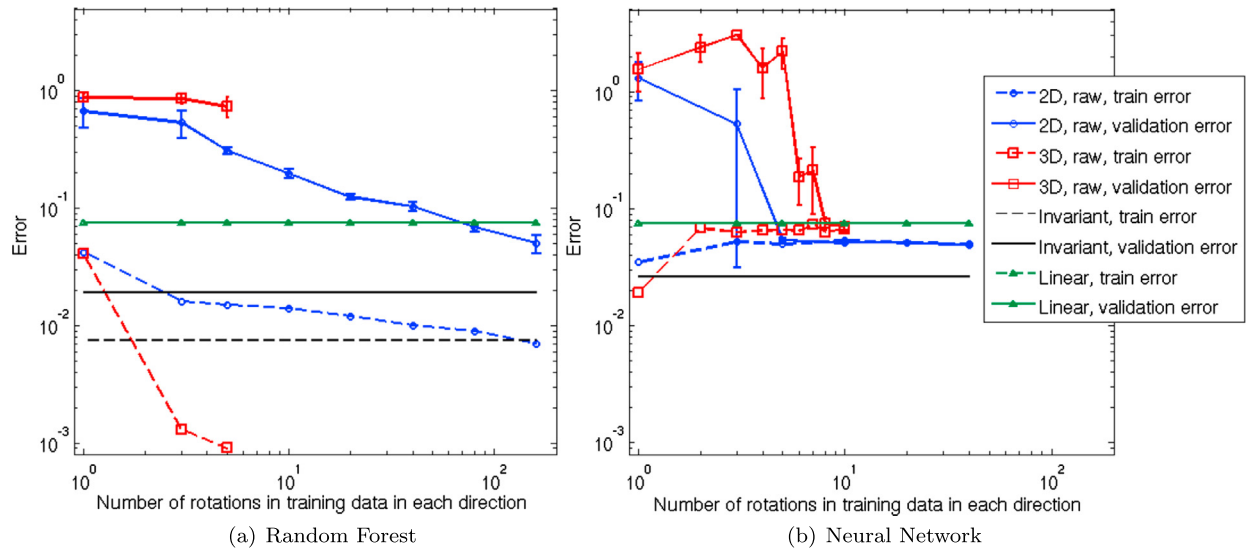 10^0
10^-1
10^-2
10^-3
Error
10^0
10^1
10^2
Number of rotations in training data in each direction
(a) Random Forest
10^0
10^-1
10^-2
10^-3
Error
10^0
10^1
10^2
Number of rotations in training data in each direction
(b) Neural Network
2D, raw, train error
2D, raw, validation error
3D, raw, train error
3D, raw, validation error
Invariant, train error
Invariant, validation error
Linear, train error
Linear, validation error